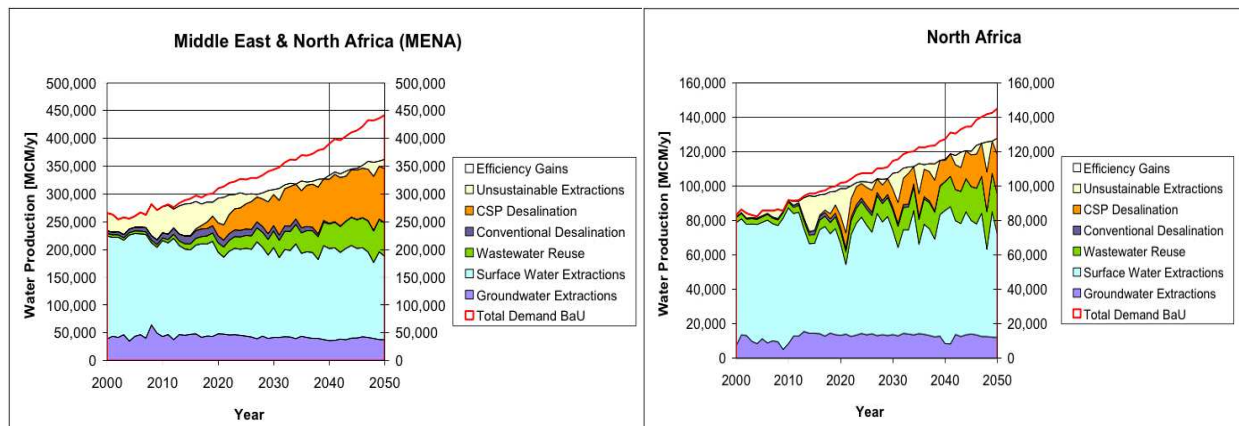 Middle East & North Africa (MENA)
500,000 500,000
450,000 450,000
400,000 400,000
350,000 350,000
300,000 300,000
250,000 250,000
200,000 200,000
150,000 150,000
100,000 100,000
50,000 50,000
0 0
2000 2010 2020 2030 2040 2050
Year
Water Production [MCM/y]
Efficiency Gains
Unsustainable Extractions
CSP Desalination
Conventional Desalination
Wastewater Reuse
Surface Water Extractions
Groundwater Extractions
Total Demand BaU
North Africa
160,000 160,000
140,000 140,000
120,000 120,000
100,000 100,000
80,000 80,000
60,000 60,000
40,000 40,000
20,000 20,000
0 0
2000 2010 2020 2030 2040 2050
Year
Water Production [MCM/y]
Efficiency Gains
Unsustainable Extractions
CSP Desalination
Conventional Desalination
Wastewater Reuse
Surface Water Extractions
Groundwater Extractions
Total Demand BaU